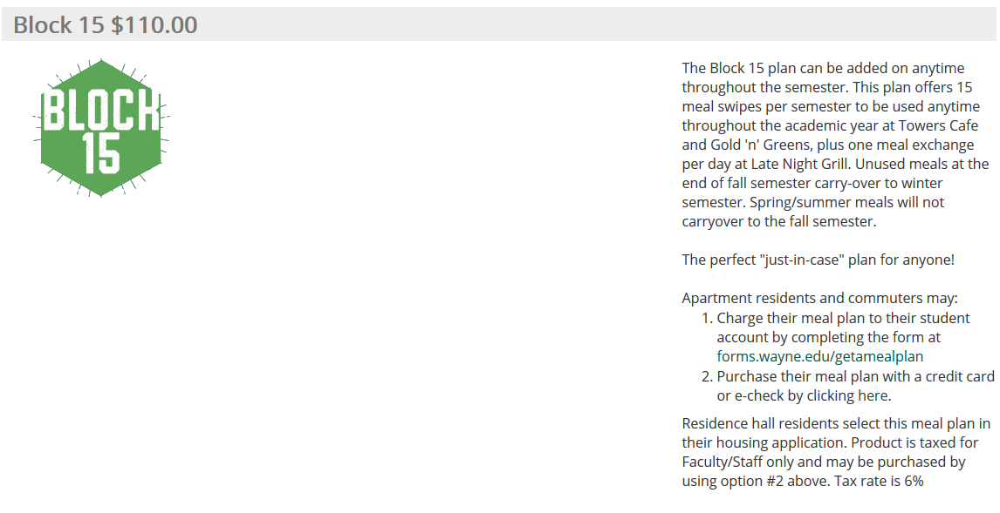 Block 15 $110.00
BLOCK
15
The Block 15 plan can be added on anytime
throughout the semester. This plan offers 15
meal swipes per semester to be used anytime
throughout the academic year at Towers Cafe
and Gold 'n' Greens, plus one meal exchange
per day at Late Night Grill. Unused meals at the
end of fall semester carry-over to winter
semester. Spring/summer meals will not
carryover to the fall semester.
The perfect "just-in-case" plan for anyone!
Apartment residents and commuters may:
1. Charge their meal plan to their student
account by completing the form at
forms.wayne.edu/getamealplan
2. Purchase their meal plan with a credit card
or e-check by clicking here.
Residence hall residents select this meal plan in
their housing application. Product is taxed for
Faculty/Staff only and may be purchased by
using option #2 above. Tax rate is 6%